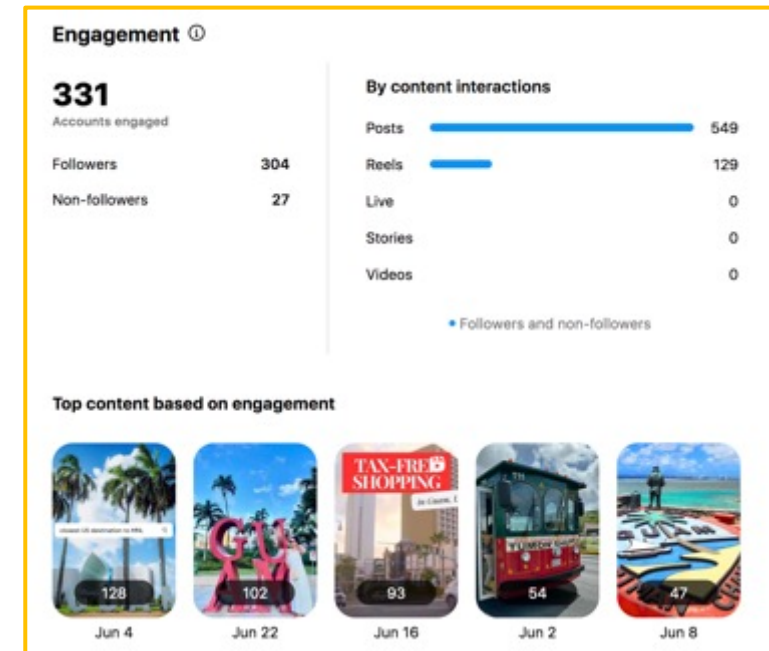 Engagement
331
Accounts engaged
Followers 304
Non-followers 27
By content interactions
Posts 549
Reels 129
Live 0
Stories 0
Videos 0
Followers and non-followers
Top content based on engagement
128
Jun 4
GUAM
102
Jun 22
TAX-FREE
SHOPPING
93
Jun 16
TUMON
54
Jun 2
47
Jun 8